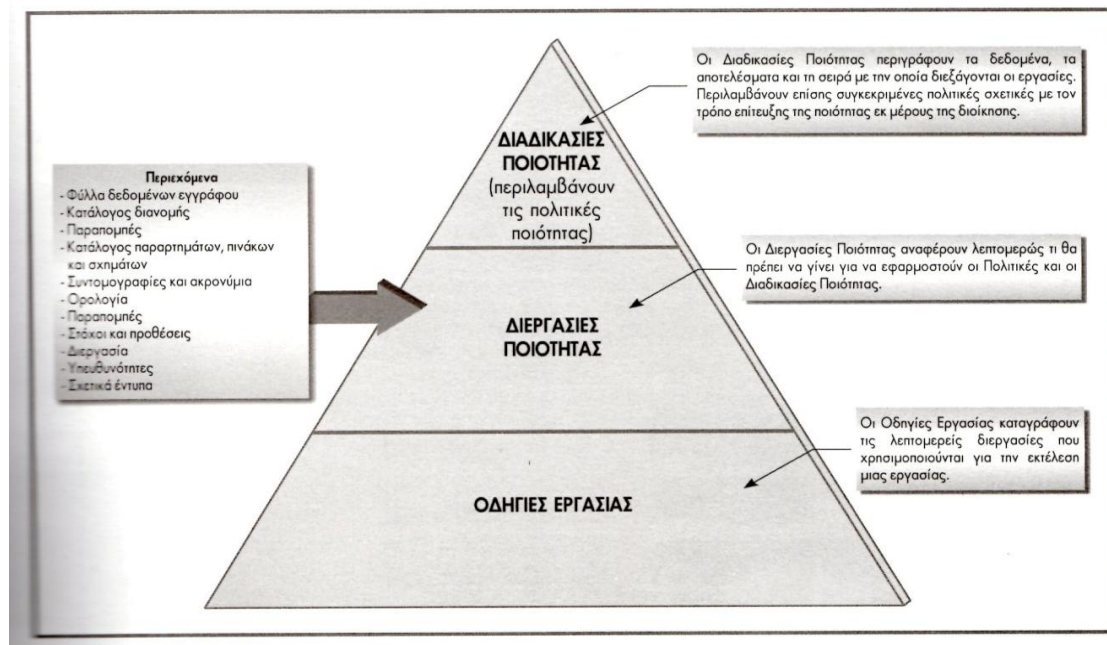 Οι Διαδικασίες Ποιότητας περιγράφουν τα δεδομένα, τα
αποτελέσματα και τη σειρά με την οποία διεξάγονται οι εργασίες.
Περιλαμβάνουν επίσης συγκεκριμένες πολιτικές σχετικές με τον
τρόπο επίτευξης της ποιότητας εκ μέρους της διοίκησης.
ΔΙΑΔΙΚΑΣΙΕΣ
ΠΟΙΟΤΗΤΑΣ
(περιλαμβάνουν
τις πολιτικές
ποιότητας)
Περιεχόμενα
- Φύλλα δεδομένων εγγράφου
- Κατάλογος διανομής
- Παραπομπές
- Κατάλογος παραρτημάτων, πινάκων
και σχημάτων
- Συντομογραφίες και ακρονύμια
- Ορολογία
- Παραπομπές
- Στόχοι και προθέσεις
- Διεργασία
- Υπευθυνότητες
- Σχετικά έντυπα
Οι Διεργασίες Ποιότητας αναφέρουν λεπτομερώς τι θα
πρέπει να γίνει για να εφαρμοστούν οι Πολιτικές και οι
Διαδικασίες Ποιότητας.
ΔΙΕΡΓΑΣΙΕΣ
ΠΟΙΟΤΗΤΑΣ
Οι Οδηγίες Εργασίας καταγράφουν
τις λεπτομερείς διεργασίες που
χρησιμοποιούνται για την εκτέλεση
μιας εργασίας.
ΟΔΗΓΙΕΣ ΕΡΓΑΣΙΑΣ